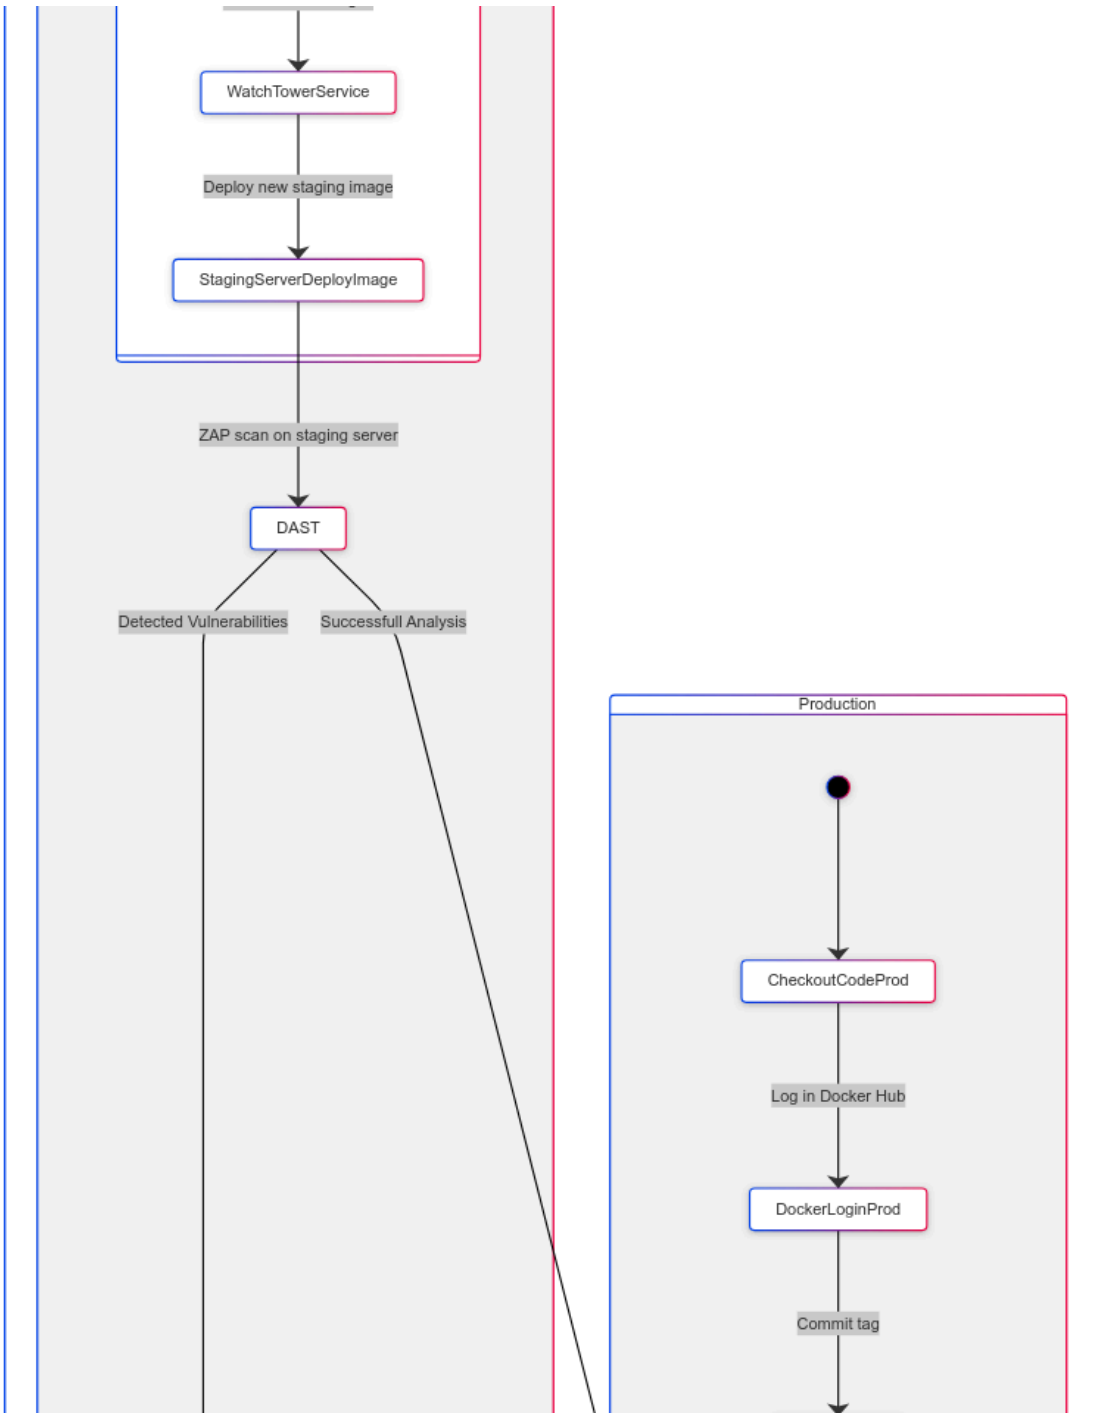 WatchTowerService
Deploy new staging image
StagingServerDeployImage
ZAP scan on staging server
DAST
Detected Vulnerabilities
Successfull Analysis
Production
CheckoutCodeProd
Log in Docker Hub
DockerLoginProd
Commit tag